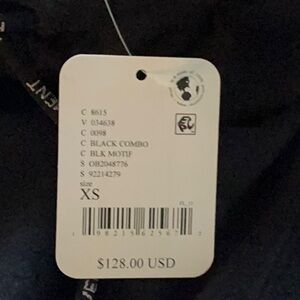 C 8615
V 034638
C 0098
C BLACK COMBO
C BLK MOTIF
S OB2048776
S 92214279
size
XS
$128.00 USD